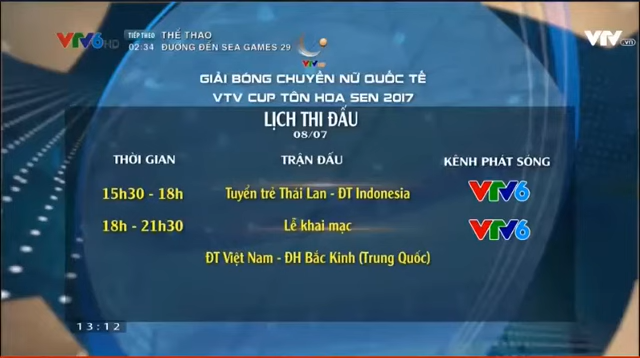 VTV6HD
TIẾP THEO THỂ THAO
02:34 ĐƯỜNG ĐẾN SEA GAMES 29
VTV.vn
VTV
GIẢI BÓNG CHUYỀN NỮ QUỐC TẾ
VTV CUP TÔN HOA SEN 2017
LỊCH THI ĐẤU
08/07
THỜI GIAN TRẬN ĐẤU KÊNH PHÁT SÓNG
15h30 - 18h Tuyển trẻ Thái Lan - ĐT Indonesia VTV6
18h - 21h30 Lễ khai mạc VTV6
ĐT Việt Nam - ĐH Bắc Kinh (Trung Quốc)
13:12